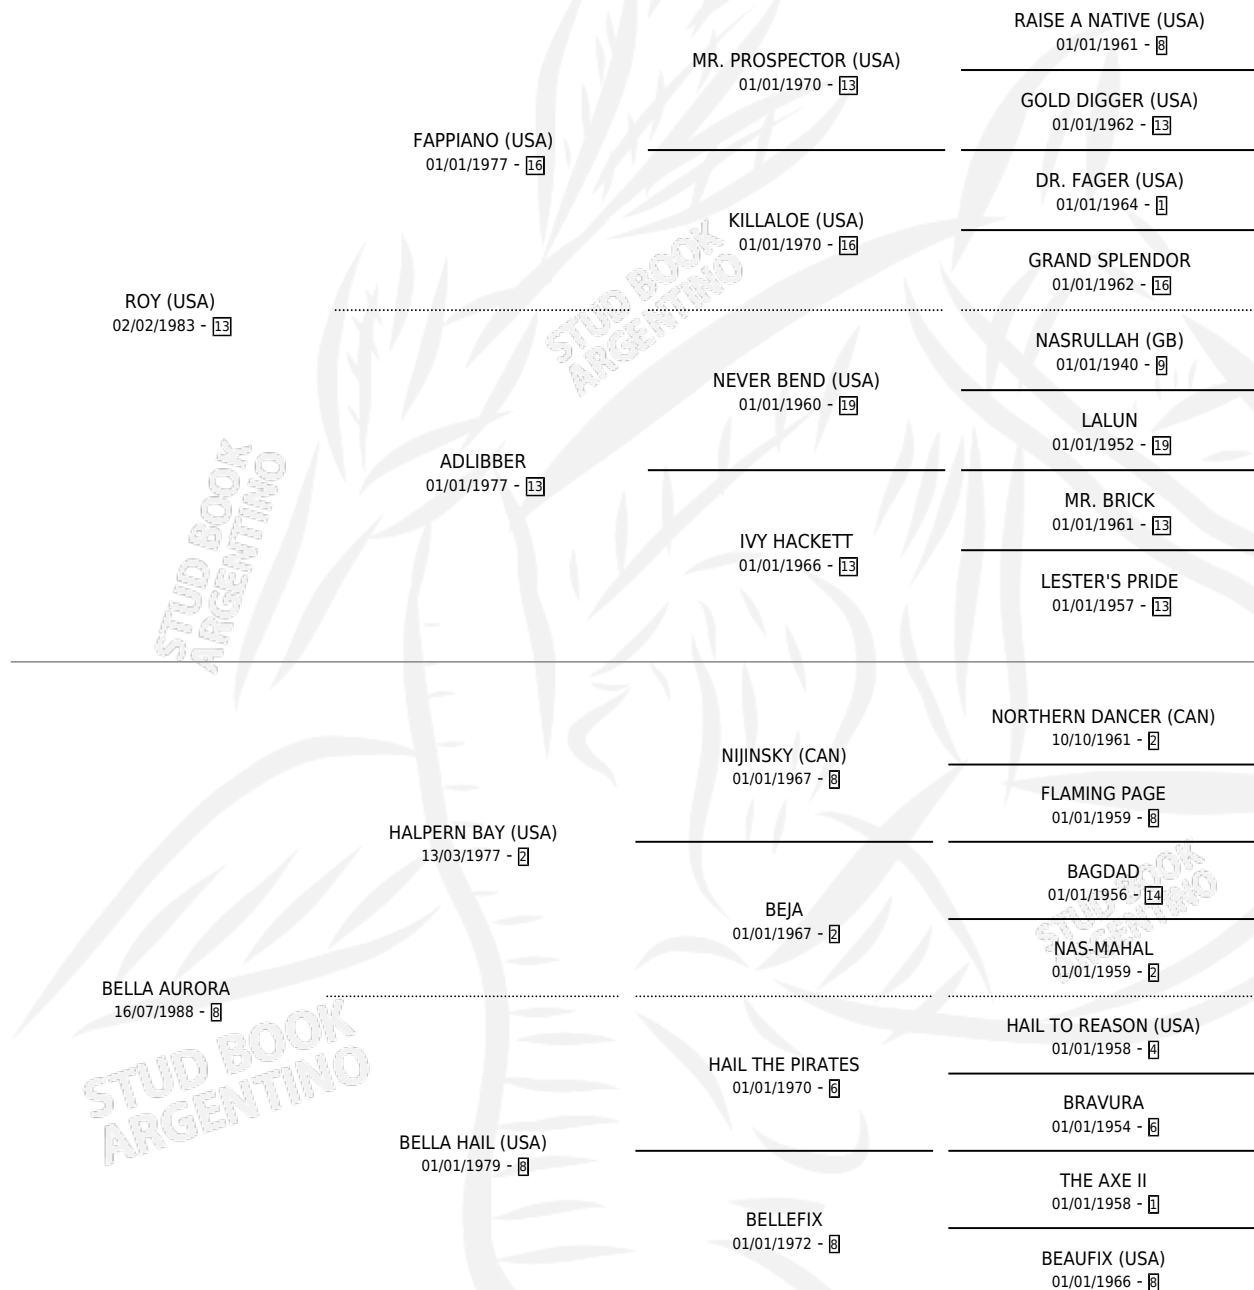 RAISE A NATIVE (USA)
01/01/1961 - 8
MR. PROSPECTOR (USA)
01/01/1970 - 13
GOLD DIGGER (USA)
01/01/1962 - 13
FAPPIANO (USA)
01/01/1977 - 16
DR. FAGER (USA)
01/01/1964 - 1
KILLALOE (USA)
01/01/1970 - 16
GRAND SPLENDOR
01/01/1962 - 16
ROY (USA)
02/02/1983 - 13
STUD BOOK
ARGENTINO
NASRULLAH (GB)
01/01/1940 - 9
NEVER BEND (USA)
01/01/1960 - 19
LALUN
01/01/1952 - 19
ADLIBBER
01/01/1977 - 13
MR. BRICK
01/01/1961 - 13
IVY HACKETT
01/01/1966 - 13
LESTER'S PRIDE
01/01/1957 - 13
STUD BOOK
ARGENTINO
NORTHERN DANCER (CAN)
10/10/1961 - 2
NIJINSKY (CAN)
01/01/1967 - 8
FLAMING PAGE
01/01/1959 - 8
HALPERN BAY (USA)
13/03/1977 - 2
BAGDAD
01/01/1956 - 14
BEJA
01/01/1967 - 2
NAS-MAHAL
01/01/1959 - 2
STUD BOOK
ARGENTINO
BELLA AURORA
16/07/1988 - 8
HAIL TO REASON (USA)
01/01/1958 - 4
HAIL THE PIRATES
01/01/1970 - 6
BRAVURA
01/01/1954 - 6
STUD BOOK
ARGENTINO
BELLA HAIL (USA)
01/01/1979 - 8
THE AXE II
01/01/1958 - 1
BELLEFIX
01/01/1972 - 8
BEAUFIX (USA)
01/01/1966 - 8